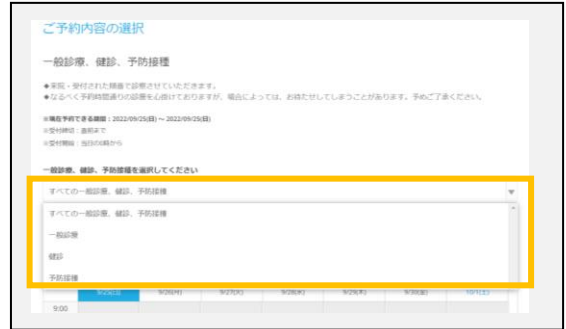 ご予約内容の選択
一般診療、健診、予防接種
◆来院・受付された順番で診察させていただきます。
◆なるべく予約時間通りの診療を心掛けておりますが、場合によっては、お待たせしてしまうことがあります。予めご了承ください。
※現在予約できる期間：2022/09/25(日) ～ 2022/09/25(日)
※受付締切：直前まで
※受付開始：当日の0時から
一般診療、健診、予防接種を選択してください
すべての一般診療、健診、予防接種
すべての一般診療、健診、予防接種
一般診療
健診
予防接種
9/25(日) 9/26(月) 9/27(火) 9/28(水) 9/29(木) 9/30(金) 10/1(土)
9:00